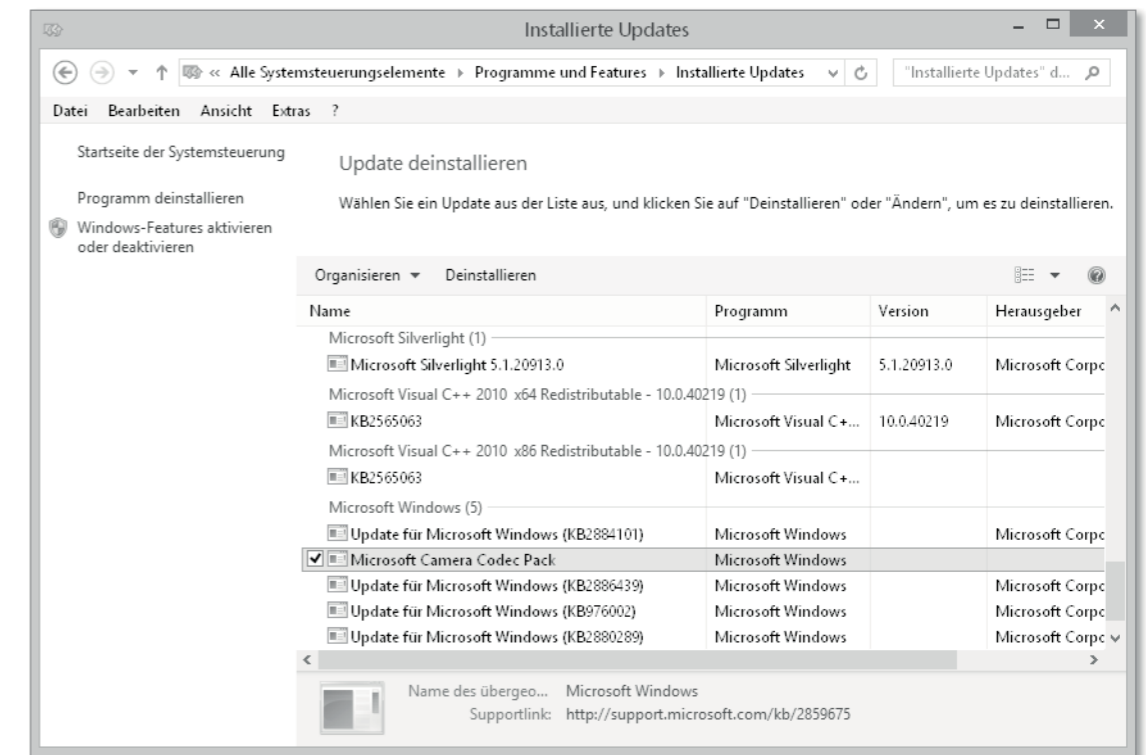 Installierte Updates
« Alle Systemsteuerungselemente Programme und Features Installierte Updates "Installierte Updates" d...
Datei Bearbeiten Ansicht Extras ?
Startseite der Systemsteuerung
Programm deinstallieren
Windows-Features aktivieren
oder deaktivieren
Update deinstallieren
Wählen Sie ein Update aus der Liste aus, und klicken Sie auf "Deinstallieren" oder "Ändern", um es zu deinstallieren.
Organisieren Deinstallieren
Name Programm Version Herausgeber
Microsoft Silverlight (1)
Microsoft Silverlight 5.1.20913.0 Microsoft Silverlight 5.1.20913.0 Microsoft Corpo
Microsoft Visual C++ 2010 x64 Redistributable - 10.0.40219 (1)
KB2565063 Microsoft Visual C+... 10.0.40219 Microsoft Corpo
Microsoft Visual C++ 2010 x86 Redistributable - 10.0.40219 (1)
KB2565063 Microsoft Visual C+...
Microsoft Windows (5)
Update für Microsoft Windows (KB2884101) Microsoft Windows Microsoft Corpo
Microsoft Camera Codec Pack Microsoft Windows
Update für Microsoft Windows (KB2886439) Microsoft Windows Microsoft Corpo
Update für Microsoft Windows (KB976002) Microsoft Windows Microsoft Corpo
Update für Microsoft Windows (KB2880289) Microsoft Windows Microsoft Corpo
Name des übergeo... Microsoft Windows
Supportlink: http://support.microsoft.com/kb/2859675